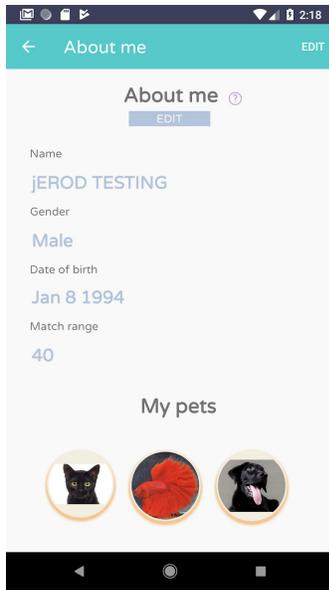 2:18
About me
EDIT
About me ?
EDIT
Name
jEROD TESTING
Gender
Male
Date of birth
Jan 8 1994
Match range
40
My pets